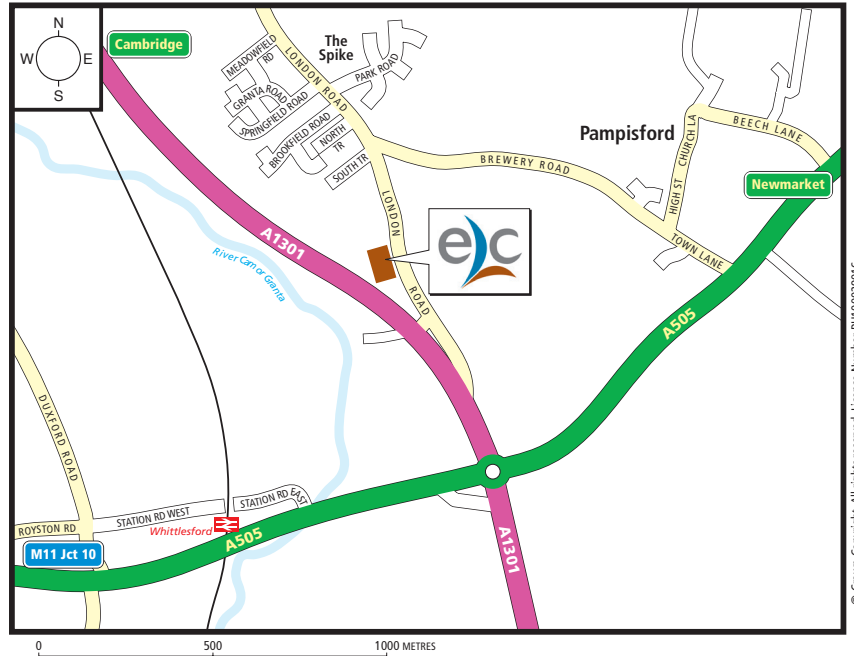 N
W E
S
Cambridge
The
Spike
MEADOWFIELD
RD
LONDON ROAD
PARK ROAD
GRANTA ROAD
SPRINGFIELD ROAD
BROOKFIELD ROAD
NORTH
TR
SOUTH TR
Pampisford
CHURCH LA
BEECH LANE
BREWERY ROAD
HIGH ST
Newmarket
TOWN LANE
LONDON
ROAD
ejc
A1301
River Cam or Granta
A505
DUXFORD ROAD
STATION RD EAST
STATION RD WEST
ROYSTON RD
Whittlesford
A505
M11 Jct 10
A1301
0 500 1000 METRES